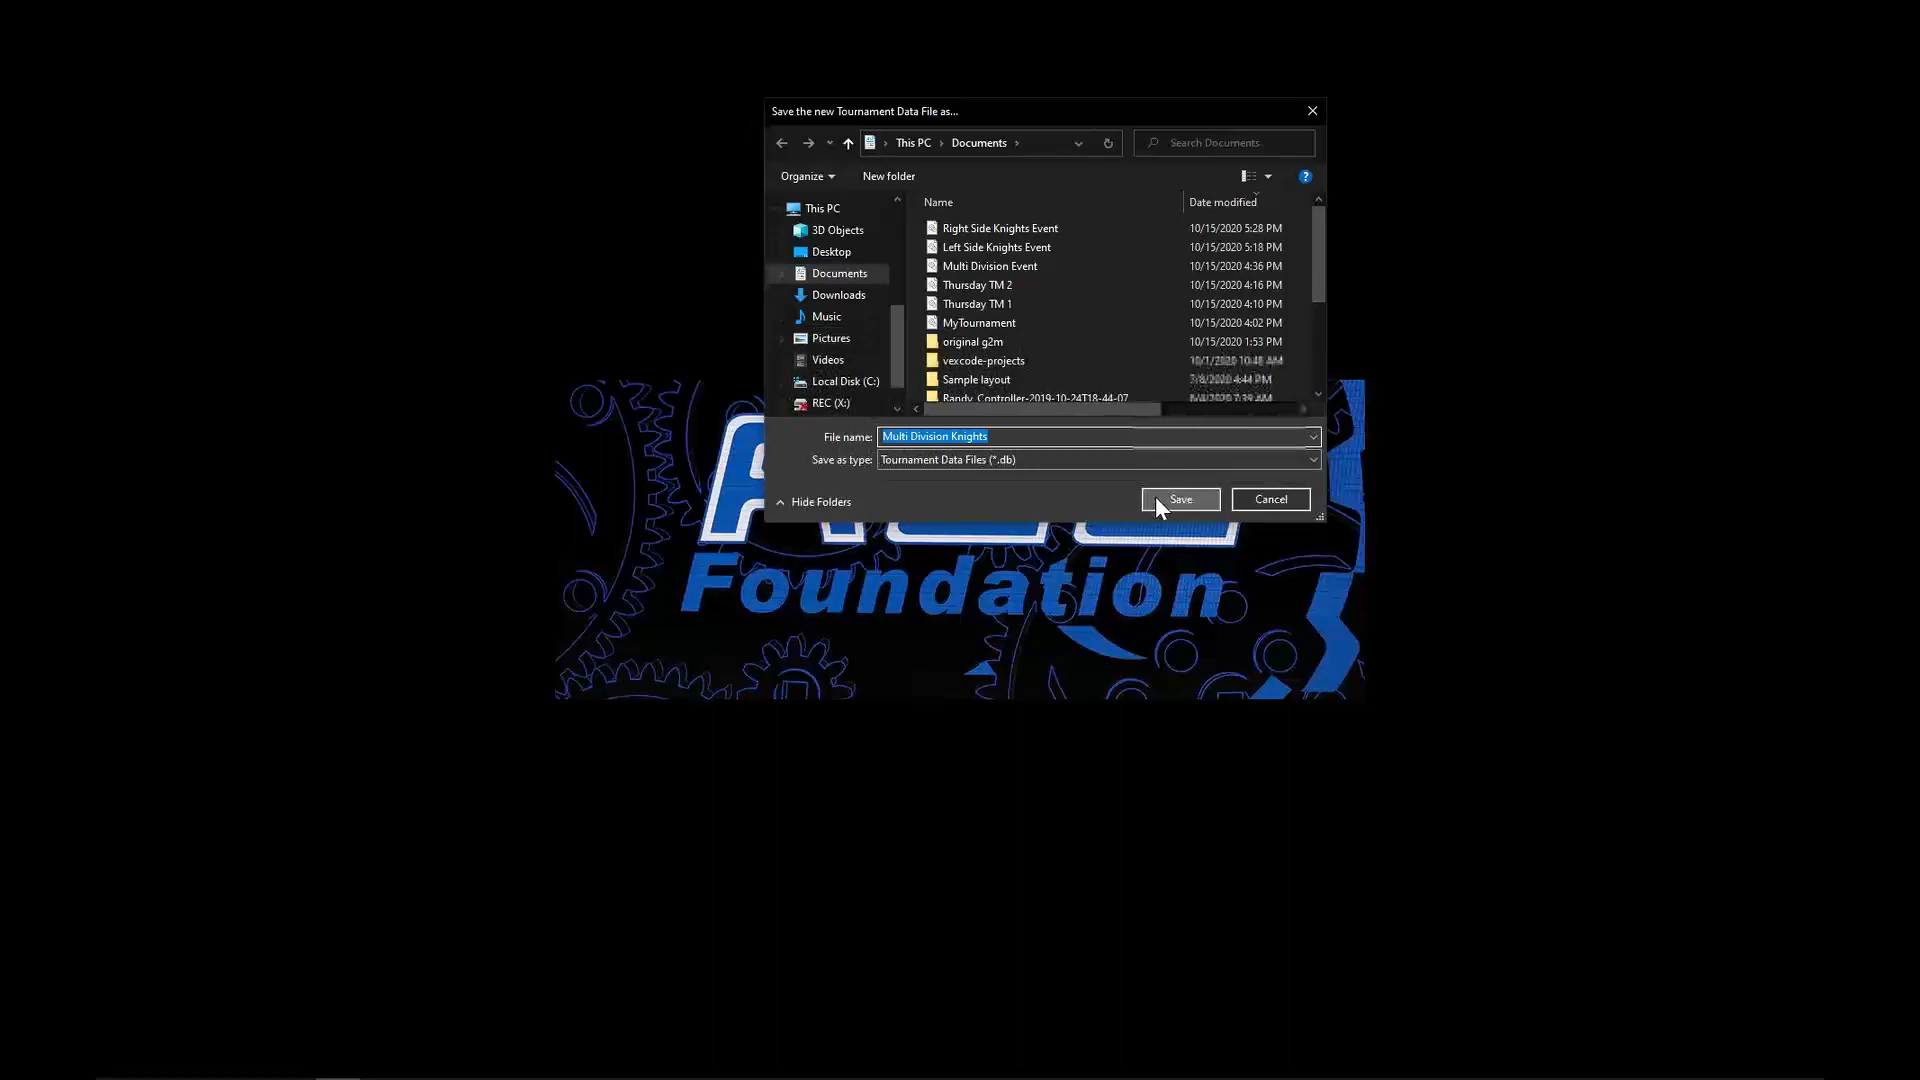 Save the new Tournament Data File as...
This PC › Documents ›
Search Documents
Organize
New folder
?
Name
Date modified
This PC
3D Objects
Desktop
Documents
Downloads
Music
Pictures
Videos
Local Disk (C:)
REC (X:)
Right Side Knights Event 10/15/2020 5:28 PM
Left Side Knights Event 10/15/2020 5:18 PM
Multi Division Event 10/15/2020 4:36 PM
Thursday TM 2 10/15/2020 4:16 PM
Thursday TM 1 10/15/2020 4:10 PM
MyTournament 10/15/2020 4:02 PM
original g2m 10/15/2020 1:53 PM
vexcode-projects
Sample layout
Randy_Controller-2019-10-24T18-44-07
File name: Multi Division Knights
Save as type: Tournament Data Files (*.db)
Hide Folders
Save
Cancel
Foundation